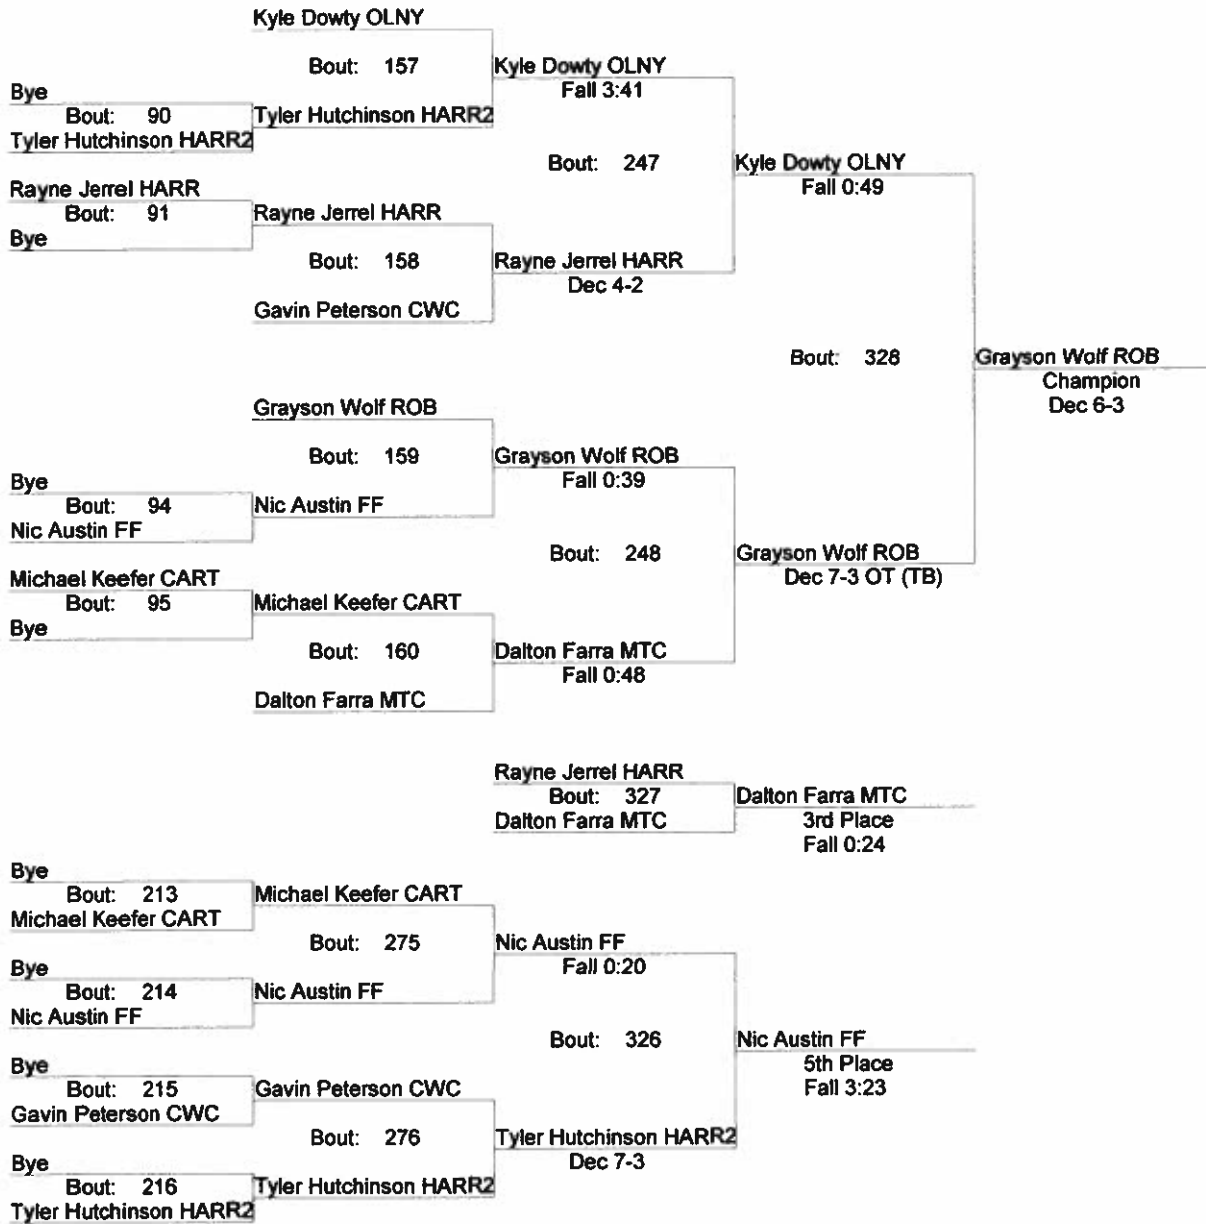 Kyle Dowty OLNY
Bout: 157
Kyle Dowty OLNY
Fall 3:41
Bye
Bout: 90
Tyler Hutchinson HARR2
Tyler Hutchinson HARR2
Bout: 247
Kyle Dowty OLNY
Fall 0:49
Rayne Jerrel HARR
Bout: 91
Bye
Rayne Jerrel HARR
Bout: 158
Rayne Jerrel HARR
Dec 4-2
Gavin Peterson CWC
Bout: 328
Grayson Wolf ROB
Champion
Dec 6-3
Grayson Wolf ROB
Bout: 159
Grayson Wolf ROB
Fall 0:39
Bye
Bout: 94
Nic Austin FF
Nic Austin FF
Bout: 248
Grayson Wolf ROB
Dec 7-3 OT (TB)
Michael Keefer CART
Bout: 95
Bye
Michael Keefer CART
Bout: 160
Dalton Farra MTC
Fall 0:48
Dalton Farra MTC
Rayne Jerrel HARR
Bout: 327
Dalton Farra MTC
Dalton Farra MTC
3rd Place
Fall 0:24
Bye
Bout: 213
Michael Keefer CART
Michael Keefer CART
Bout: 275
Nic Austin FF
Fall 0:20
Bye
Bout: 214
Nic Austin FF
Nic Austin FF
Bout: 326
Nic Austin FF
5th Place
Fall 3:23
Bye
Bout: 215
Gavin Peterson CWC
Gavin Peterson CWC
Bout: 276
Tyler Hutchinson HARR2
Dec 7-3
Bye
Bout: 216
Tyler Hutchinson HARR2
Tyler Hutchinson HARR2